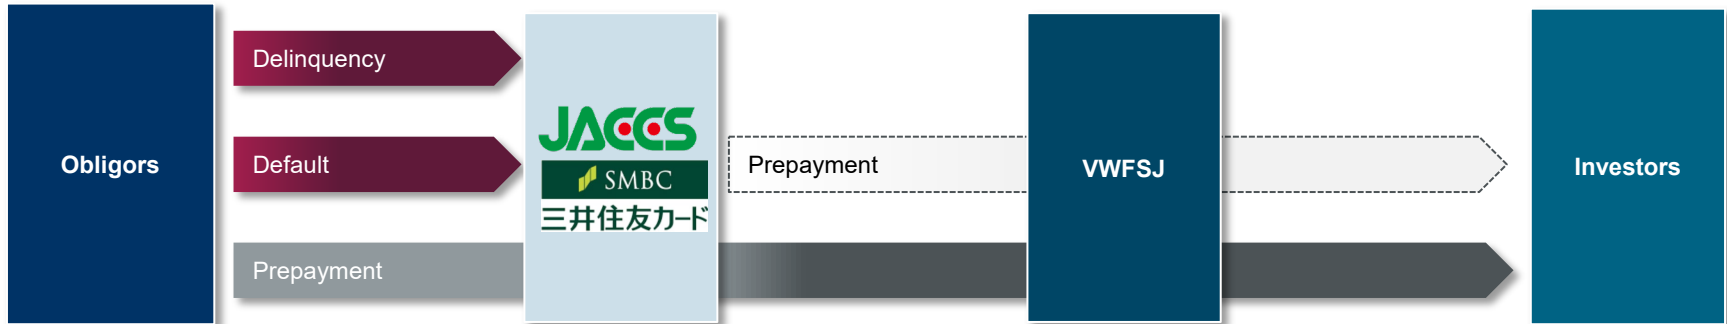 Obligors
Delinquency
Default
Prepayment
JACCS
SMBC
三井住友カード
Prepayment
VWFSJ
Investors